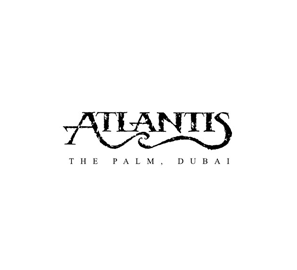 ATLANTIS
THE PALM, DUBAI